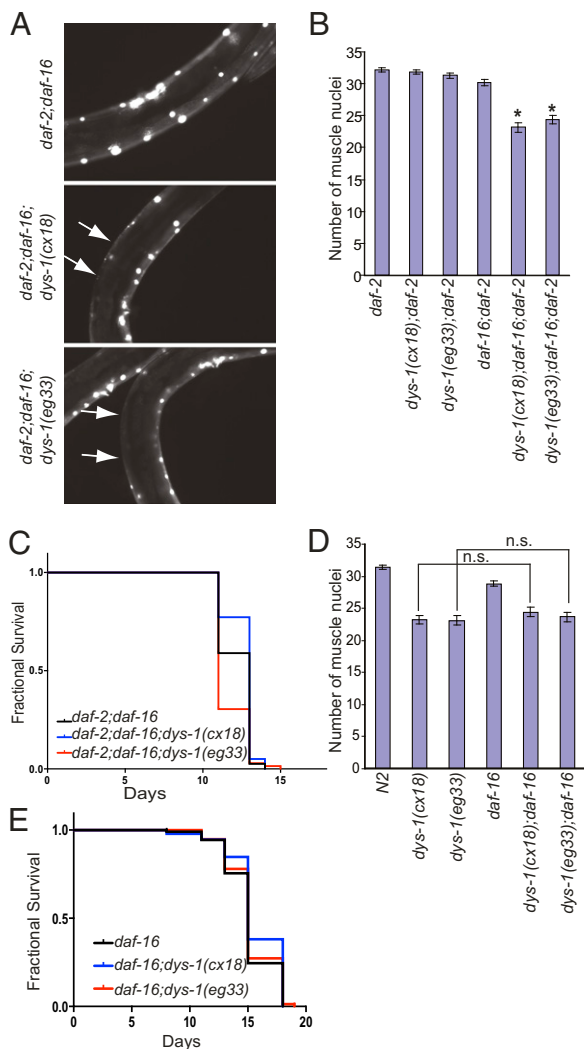 A
daf-2;daf-16
daf-2;daf-16;
dys-1(cx18)
daf-2;daf-16;
dys-1(eg33)
B
Number of muscle nuclei
35
30
25
20
15
10
5
0
*
*
daf-2
dys-1(cx18);daf-2
dys-1(eg33);daf-2
daf-16;daf-2
dys-1(cx18);daf-16;daf-2
dys-1(eg33);daf-16;daf-2
C
Fractional Survival
1.0
0.5
0.0
daf-2;daf-16
daf-2;daf-16;dys-1(cx18)
daf-2;daf-16;dys-1(eg33)
0
5
10
15
Days
D
Number of muscle nuclei
35
30
25
20
15
10
5
0
n.s.
n.s.
N2
dys-1(cx18)
dys-1(eg33)
daf-16
dys-1(cx18);daf-16
dys-1(eg33);daf-16
E
Fractional Survival
1.0
0.5
0.0
daf-16
daf-16;dys-1(cx18)
daf-16;dys-1(eg33)
0
5
10
15
20
Days